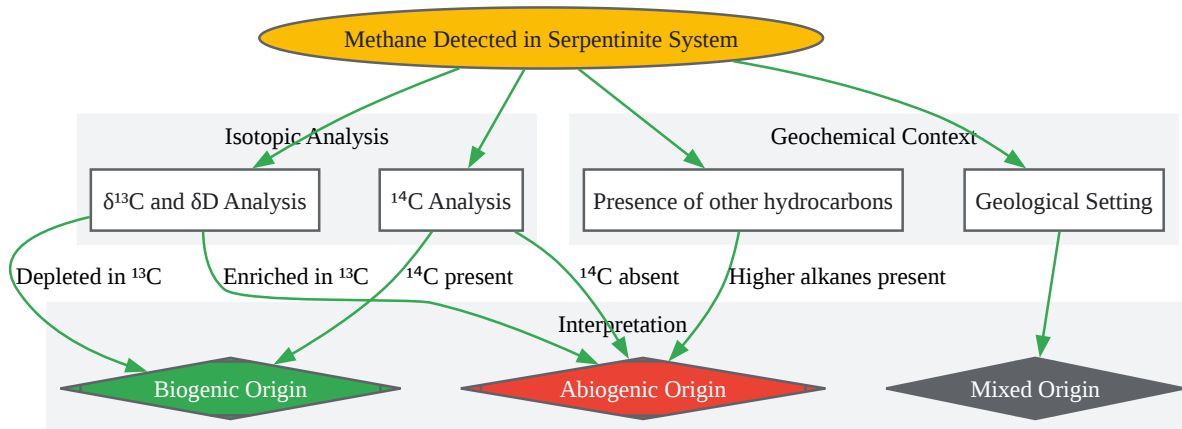 Methane Detected in Serpentinite System
Isotopic Analysis
Geochemical Context
δ¹³C and δD Analysis
¹⁴C Analysis
Presence of other hydrocarbons
Geological Setting
Depleted in ¹³C
Enriched in ¹³C
¹⁴C present
¹⁴C absent
Higher alkanes present
Interpretation
Biogenic Origin
Abiogenic Origin
Mixed Origin